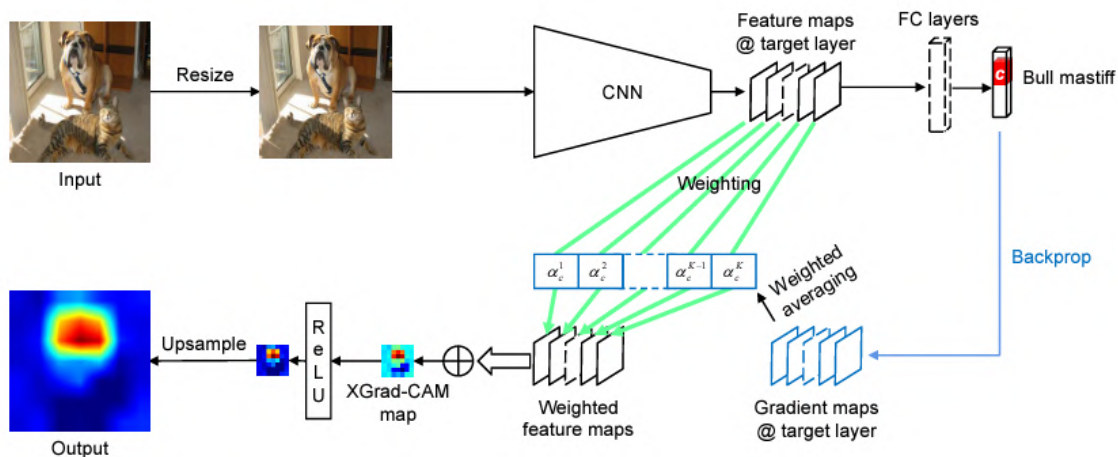 Feature maps
@ target layer
FC layers
Resize
CNN
c
Bull mastiff
Input
Weighting
α_c^1
α_c^2
α_c^{K-1}
α_c^K
Weighted
averaging
Backprop
Upsample
ReLU
XGrad-CAM
map
Weighted
feature maps
Gradient maps
@ target layer
Output